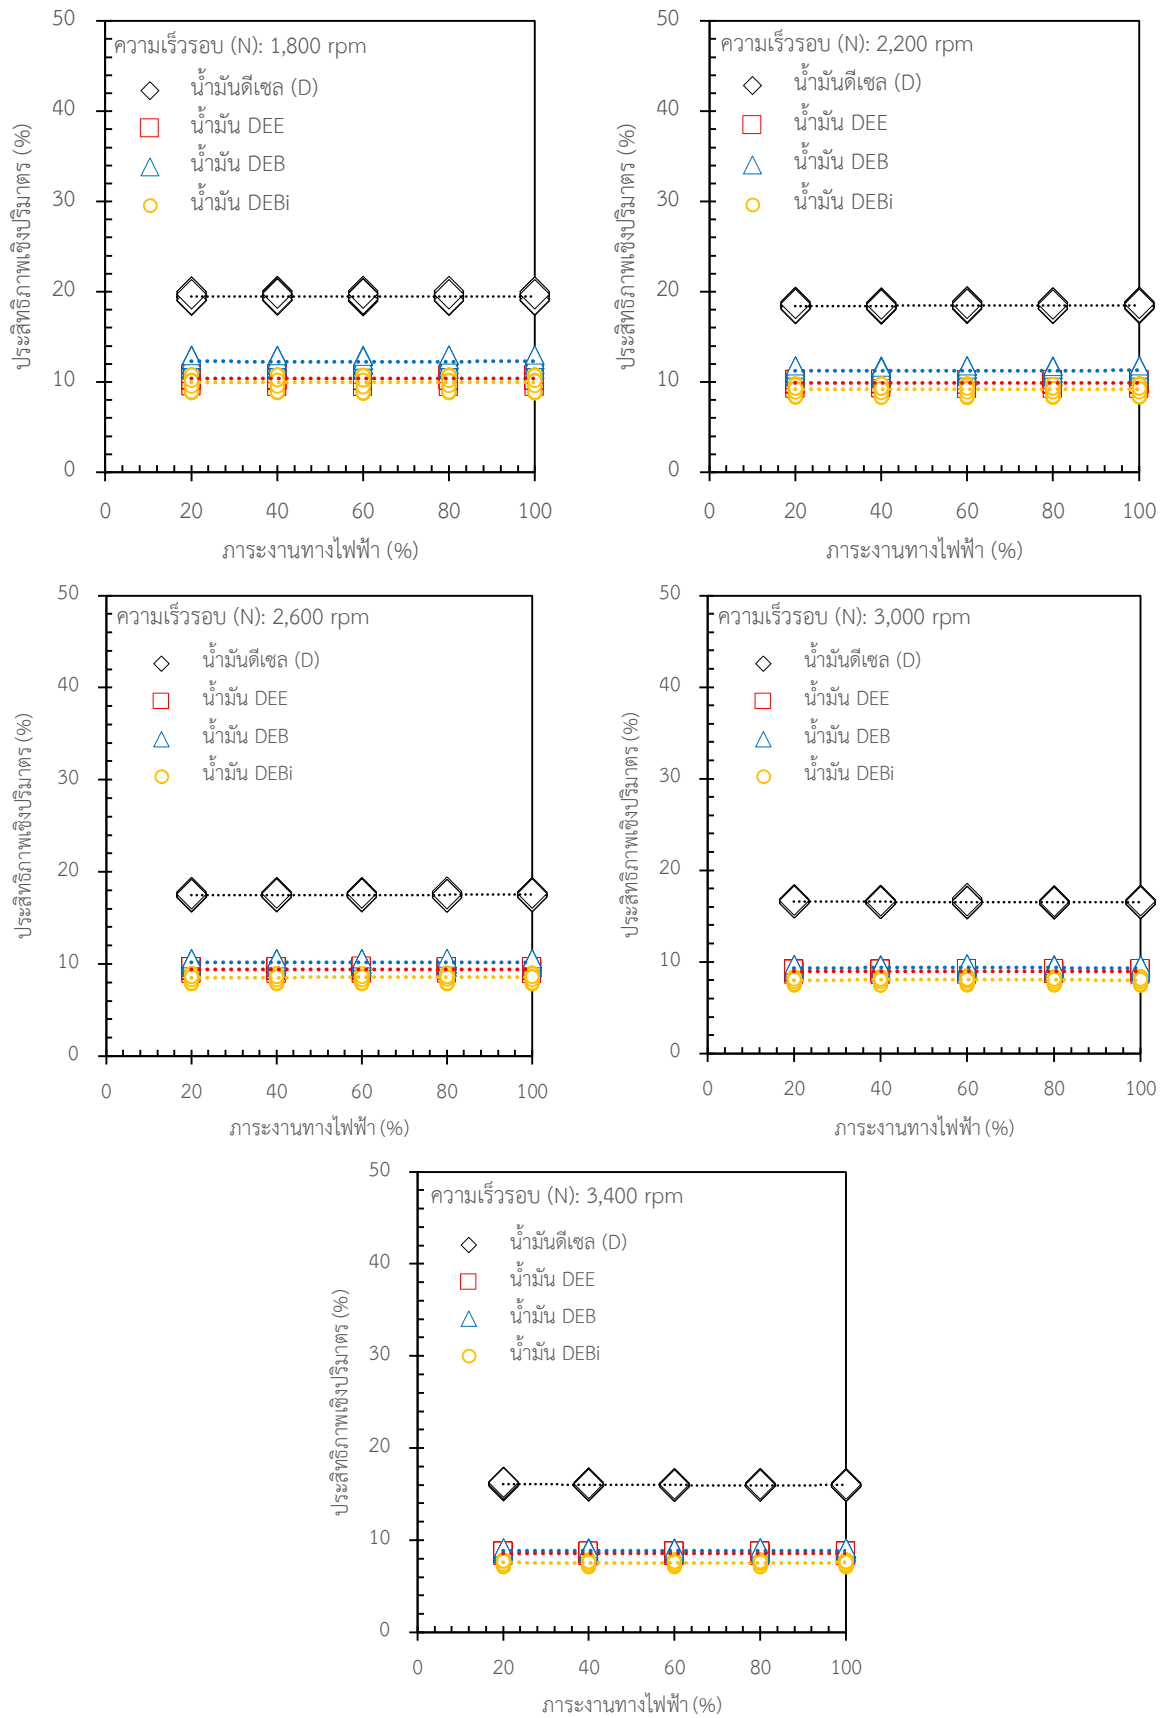 ความเร็วรอบ (N): 1,800 rpm
น้ำมันดีเซล (D)
น้ำมัน DEE
น้ำมัน DEB
น้ำมัน DEBi
50
40
30
20
10
0
0 20 40 60 80 100
ประสิทธิภาพเชิงปริมาตร (%)
ภาระงานทางไฟฟ้า (%)
ความเร็วรอบ (N): 2,200 rpm
น้ำมันดีเซล (D)
น้ำมัน DEE
น้ำมัน DEB
น้ำมัน DEBi
50
40
30
20
10
0
0 20 40 60 80 100
ประสิทธิภาพเชิงปริมาตร (%)
ภาระงานทางไฟฟ้า (%)
ความเร็วรอบ (N): 2,600 rpm
น้ำมันดีเซล (D)
น้ำมัน DEE
น้ำมัน DEB
น้ำมัน DEBi
50
40
30
20
10
0
0 20 40 60 80 100
ประสิทธิภาพเชิงปริมาตร (%)
ภาระงานทางไฟฟ้า (%)
ความเร็วรอบ (N): 3,000 rpm
น้ำมันดีเซล (D)
น้ำมัน DEE
น้ำมัน DEB
น้ำมัน DEBi
50
40
30
20
10
0
0 20 40 60 80 100
ประสิทธิภาพเชิงปริมาตร (%)
ภาระงานทางไฟฟ้า (%)
ความเร็วรอบ (N): 3,400 rpm
น้ำมันดีเซล (D)
น้ำมัน DEE
น้ำมัน DEB
น้ำมัน DEBi
50
40
30
20
10
0
0 20 40 60 80 100
ประสิทธิภาพเชิงปริมาตร (%)
ภาระงานทางไฟฟ้า (%)